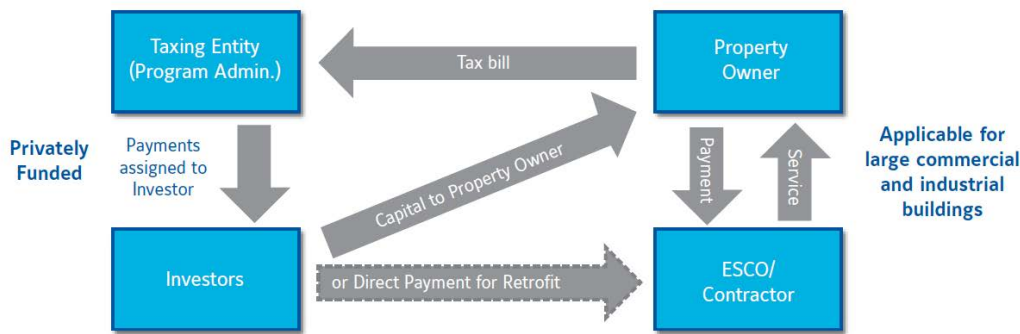 Taxing Entity
(Program Admin.)
Tax bill
Property
Owner
Privately
Funded
Payments
assigned to
Investor
Capital to Property Owner
Payment
Service
Applicable for
large commercial
and industrial
buildings
Investors
or Direct Payment for Retrofit
ESCO/
Contractor